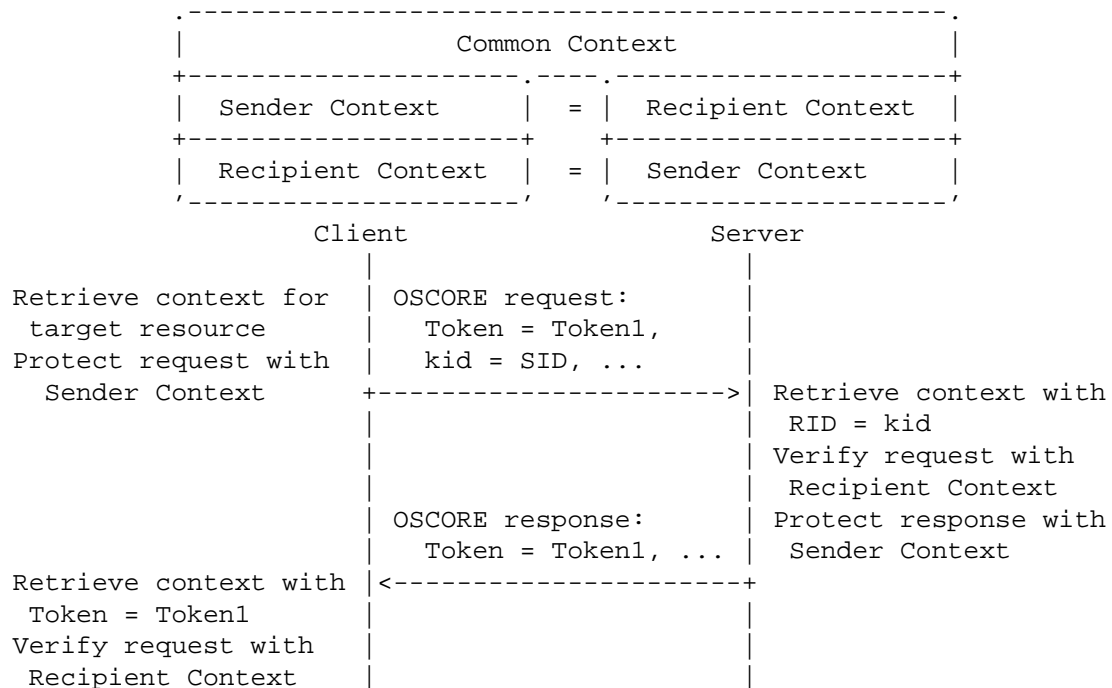 Common Context
Sender Context = Recipient Context
Recipient Context = Sender Context
Client Server
Retrieve context for OSCORE request:
target resource Token = Token1,
Protect request with kid = SID, ...
Sender Context Retrieve context with
RID = kid
Verify request with
Recipient Context
OSCORE response: Protect response with
Token = Token1, ... Sender Context
Retrieve context with
Token = Token1
Verify request with
Recipient Context